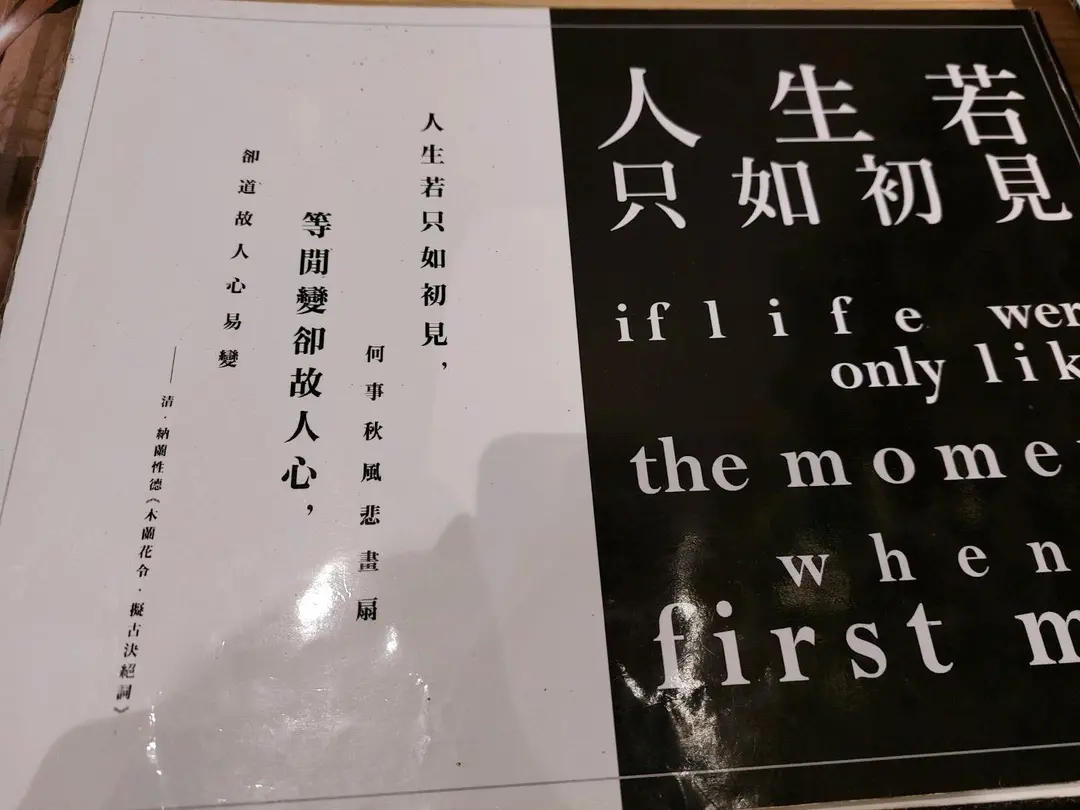 人生若只如初見，
何事秋風悲畫扇
等閒變卻故人心，
卻道故人心易變
——清．納蘭性德《木蘭花令．擬古決絕詞》
人生若
只如初見
if life wer
only lik
the mome
when
first m